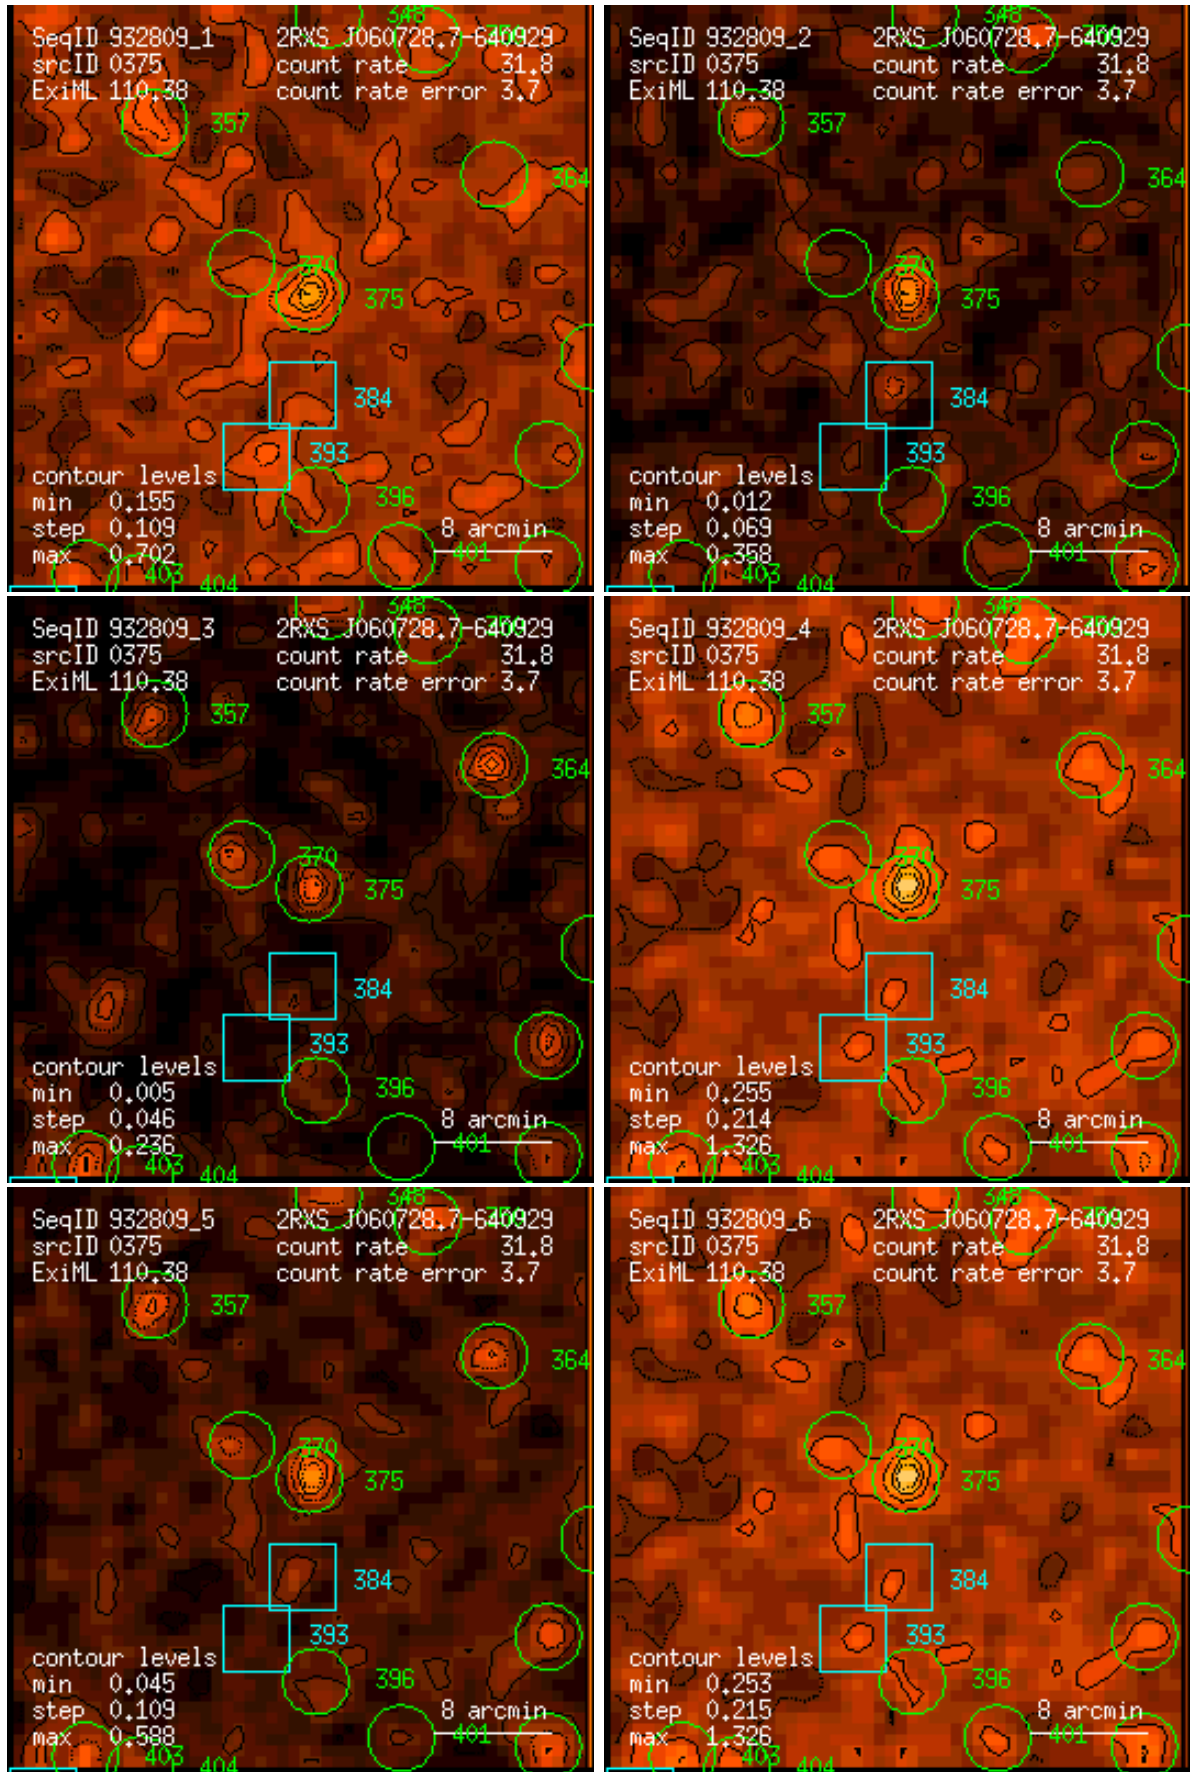 348
SeqID 932809_1 2RXS J060728.7-640929
srcID 0375 count rate 31.8
ExiML 110.38 count rate error 3.7
357
364
370
375
384
393
contour levels
min 0.155
396
step 0.109 8 arcmin
max 0.702 401
403 404
348
SeqID 932809_2 2RXS J060728.7-640929
srcID 0375 count rate 31.8
ExiML 110.38 count rate error 3.7
357
364
370
375
384
393
contour levels
min 0.012
396
step 0.069 8 arcmin
max 0.358 401
403 404
348
SeqID 932809_3 2RXS J060728.7-640929
srcID 0375 count rate 31.8
ExiML 110.38 count rate error 3.7
357
364
370
375
384
393
contour levels
min 0.005
396
step 0.046 8 arcmin
max 0.236 401
403 404
348
SeqID 932809_4 2RXS J060728.7-640929
srcID 0375 count rate 31.8
ExiML 110.38 count rate error 3.7
357
364
370
375
384
393
contour levels
min 0.255
396
step 0.214 8 arcmin
max 1.326 401
403 404
348
SeqID 932809_5 2RXS J060728.7-640929
srcID 0375 count rate 31.8
ExiML 110.38 count rate error 3.7
357
364
370
375
384
393
contour levels
min 0.045
396
step 0.109 8 arcmin
max 0.588 401
403 404
348
SeqID 932809_6 2RXS J060728.7-640929
srcID 0375 count rate 31.8
ExiML 110.38 count rate error 3.7
357
364
370
375
384
393
contour levels
min 0.253
396
step 0.215 8 arcmin
max 1.326 401
403 404